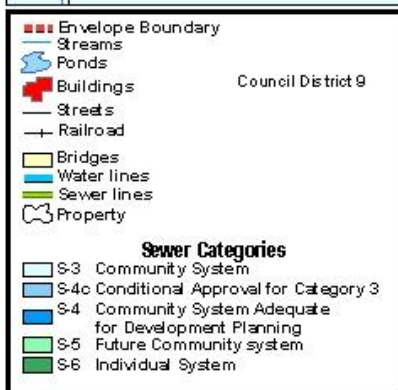 Envelope Boundary
Streams
Ponds
Buildings
Council District 9
Streets
Railroad
Bridges
Water lines
Sewer lines
Property
Sewer Categories
S-3 Community System
S-4c Conditional Approval for Category 3
S-4 Community System Adequate
for Development Planning
S-5 Future Community system
S-6 Individual System